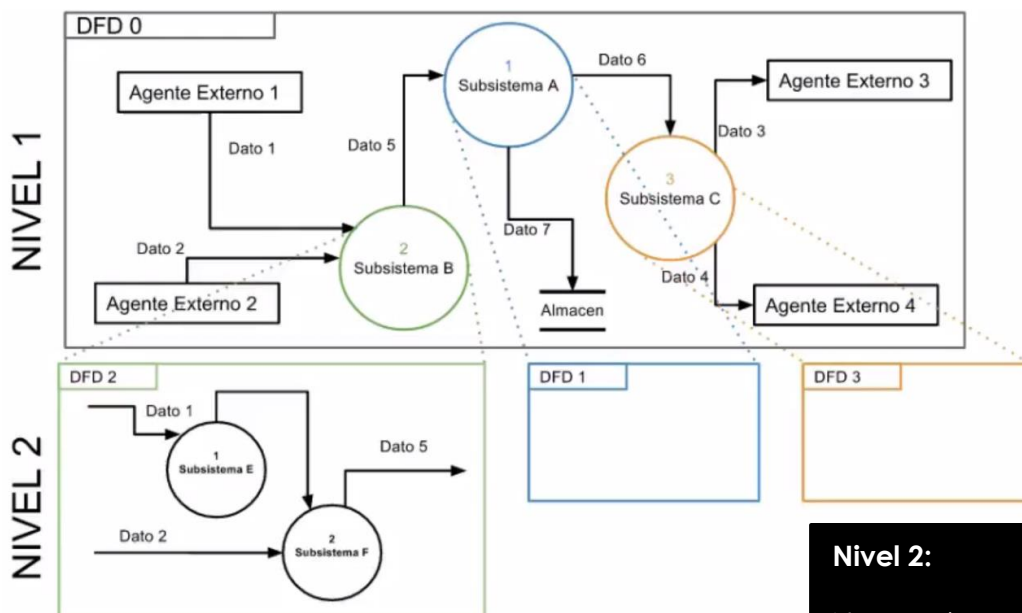 NIVEL 1
DFD 0
Agente Externo 1
Dato 1
Dato 2
Agente Externo 2
Dato 5
2
Subsistema B
1
Subsistema A
Dato 6
Dato 7
Almacen
3
Subsistema C
Dato 3
Agente Externo 3
Dato 4
Agente Externo 4
NIVEL 2
DFD 2
Dato 1
1
Subsistema E
Dato 2
2
Subsistema F
Dato 5
DFD 1
DFD 3
Nivel 2: